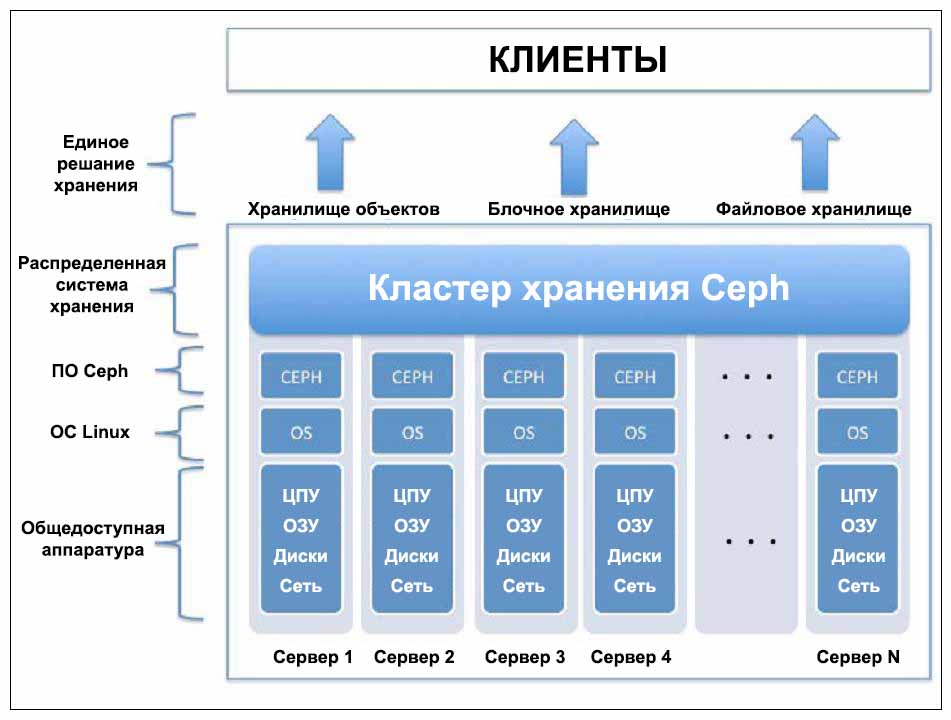 КЛИЕНТЫ
Единое
решание
хранения
Хранилище объектов
Блочное хранилище
Файловое хранилище
Распределенная
система
хранения
Кластер хранения Ceph
ПО Ceph
CEPH
CEPH
CEPH
CEPH
. . .
CEPH
ОС Linux
OS
OS
OS
OS
. . .
OS
Общедоступная
аппаратура
ЦПУ
ОЗУ
Диски
Сеть
ЦПУ
ОЗУ
Диски
Сеть
ЦПУ
ОЗУ
Диски
Сеть
ЦПУ
ОЗУ
Диски
Сеть
. . .
ЦПУ
ОЗУ
Диски
Сеть
Сервер 1
Сервер 2
Сервер 3
Сервер 4
Сервер N